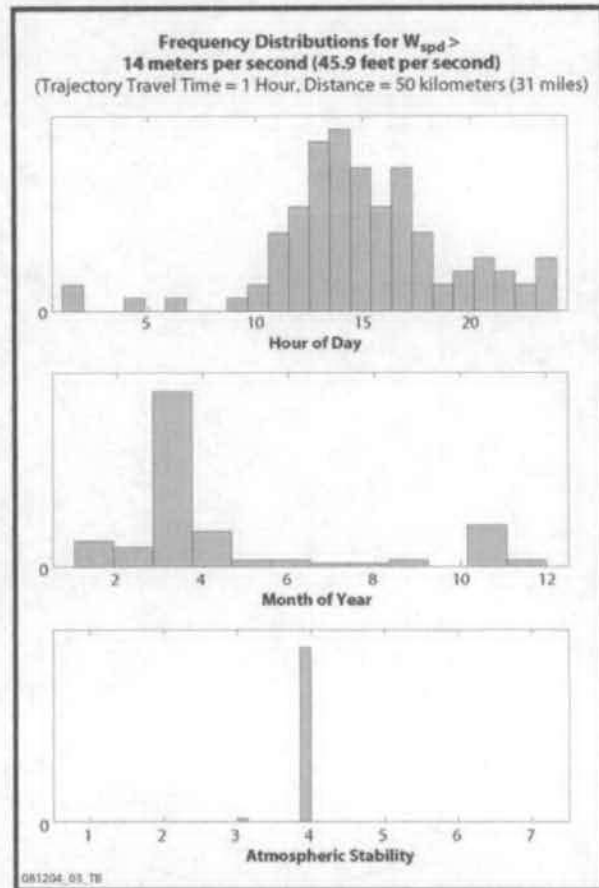 Frequency Distributions for Wspd >
14 meters per second (45.9 feet per second)
(Trajectory Travel Time = 1 Hour, Distance = 50 kilometers (31 miles)
0
5 10 15 20
Hour of Day
0
2 4 6 8 10 12
Month of Year
0
1 2 3 4 5 6 7
Atmospheric Stability
081204_03_TB